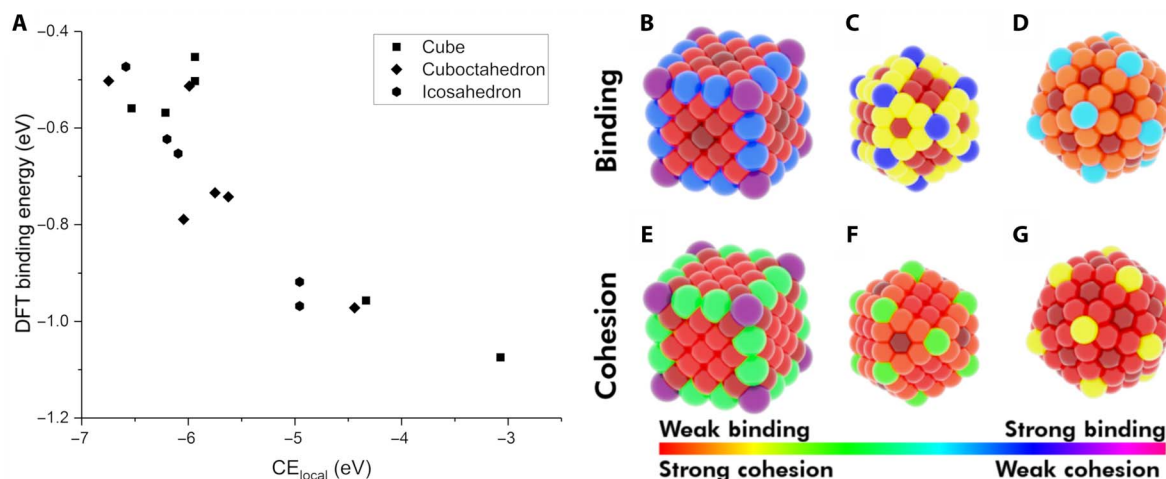 A
DFT binding energy (eV)
−0.4
−0.6
−0.8
−1.0
−1.2
−7
−6
−5
−4
−3
CElocal (eV)
Cube
Cuboctahedron
Icosahedron
B
C
D
Binding
E
F
G
Cohesion
Weak binding
Strong binding
Strong cohesion
Weak cohesion